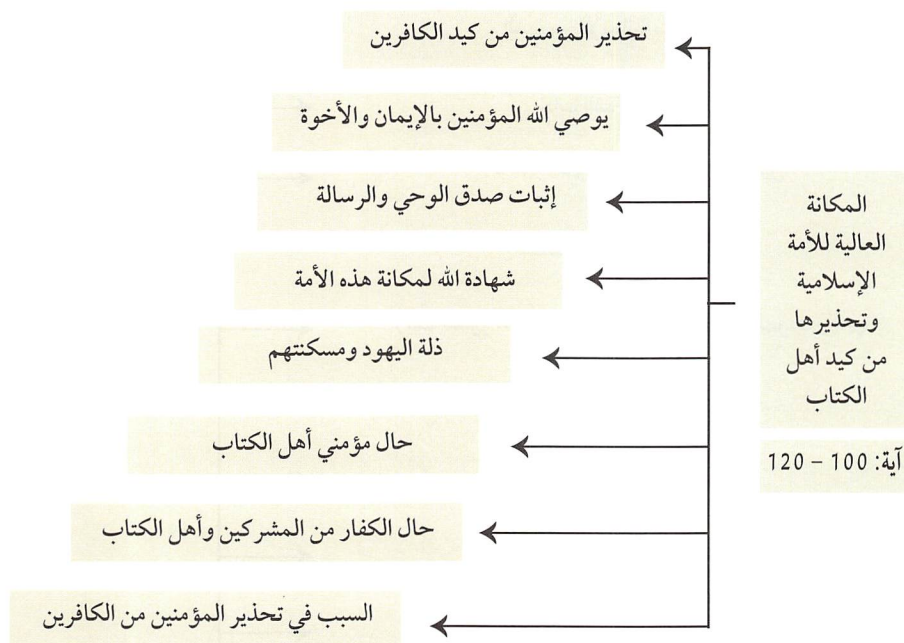 المكانة
العالية للأمة
الإسلامية
وتحذيرها
من كيد أهل
الكتاب
آية: 100 – 120
تحذير المؤمنين من كيد الكافرين
يوصي الله المؤمنين بالإيمان والأخوة
إثبات صدق الوحي والرسالة
شهادة الله لمكانة هذه الأمة
ذلة اليهود ومسكنتهم
حال مؤمني أهل الكتاب
حال الكفار من المشركين وأهل الكتاب
السبب في تحذير المؤمنين من الكافرين